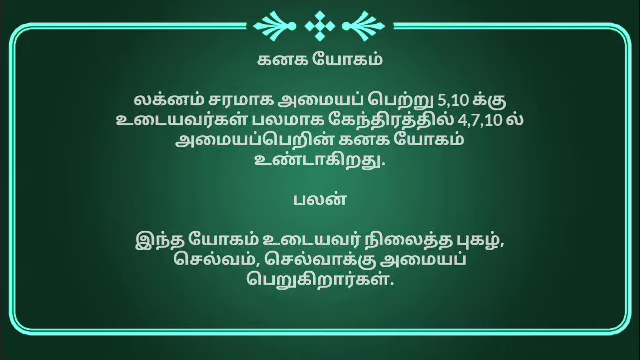 கனக யோகம்
லக்னம் சரமாக அமையப் பெற்று 5,10 க்கு
உடையவர்கள் பலமாக கேந்திரத்தில் 4,7,10 ல்
அமையப்பெறின் கனக யோகம்
உண்டாகிறது.
பலன்
இந்த யோகம் உடையவர் நிலைத்த புகழ்,
செல்வம், செல்வாக்கு அமையப்
பெறுகிறார்கள்.